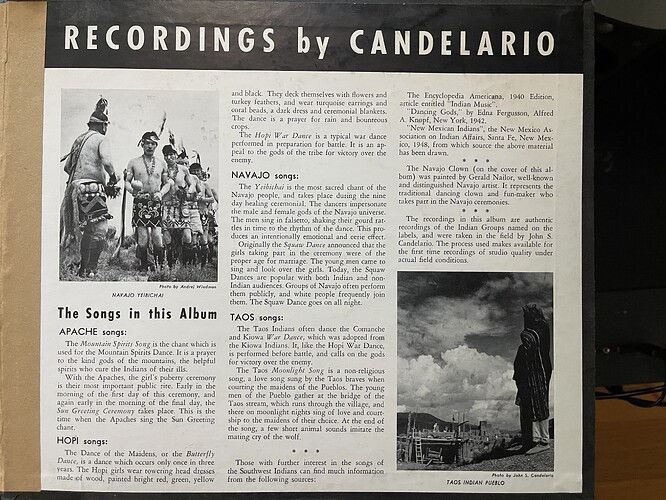 RECORDINGS by CANDELARIO
Photo by Andrej Wiedman
NAVAJO YEIBICHAI
The Songs in this Album
APACHE songs:
The Mountain Spirits Song is the chant which is
used for the Mountain Spirits Dance. It is a prayer
to the kind gods of the mountains, the helpful
spirits who cure the Indians of their ills.
With the Apaches, the girl's puberty ceremony
is their most important public rite. Early in the
morning of the first day of this ceremony, and
again early in the morning of the final day, the
Sun Greeting Ceremony takes place. This is the
time when the Apaches sing the Sun Greeting
chant.
HOPI songs:
The Dance of the Maidens, or the Butterfly
Dance, is a dance which occurs only once in three
years. The Hopi girls wear towering head dresses
made of wood, painted bright red, green, yellow
and black. They deck themselves with flowers and
turkey feathers, and wear turquoise earrings and
coral beads, a dark dress and ceremonial blankets.
The dance is a prayer for rain and bounteous
crops.
The Hopi War Dance is a typical war dance
performed in preparation for battle. It is an ap-
peal to the gods of the tribe for victory over the
enemy.
NAVAJO songs:
The Yeibichai is the most sacred chant of the
Navajo people, and takes place during the nine
day healing ceremonial. The dancers impersonate
the male and female gods of the Navajo universe.
The men sing in falsetto, shaking their gourd rat-
tles in time to the rhythm of the dance. This pro-
duces an intentionally emotional and eerie effect.
Originally the Squaw Dance announced that the
girls taking part in the ceremony were of the
proper age for marriage. The young men came to
sing and look over the girls. Today, the Squaw
Dances are popular with both Indian and non-
Indian audiences. Groups of Navajo often perform
them publicly, and white people frequently join
them. The Squaw Dance goes on all night.
TAOS songs:
The Taos Indians often dance the Comanche
and Kiowa War Dance, which was adopted from
the Kiowa Indians. It, like the Hopi War Dance,
is performed before battle, and calls on the gods
for victory over the enemy.
The Taos Moonlight Song is a non-religious
song, a love song sung by the Taos braves when
courting the maidens of the Pueblos. The young
men of the Pueblo gather at the bridge of the
Taos stream, which runs through the village, and
there on moonlight nights sing of love and court-
ship to the maidens of their choice. At the end of
the song, a few short animal sounds imitate the
mating cry of the wolf.
* * *
Those with further interest in the songs of
the Southwest Indians can find much information
from the following sources:
The Encyclopedia Americana, 1940 Edition,
article entitled "Indian Music".
"Dancing Gods," by Edna Fergusson, Alfred
A. Knopf, New York, 1942.
"New Mexican Indians", the New Mexico As-
sociation on Indian Affairs, Santa Fe, New Mex-
ico, 1948, from which source the above material
has been drawn.
* * *
The Navajo Clown (on the cover of this al-
bum) was painted by Gerald Nailor, well-known
and distinguished Navajo artist. It represents the
traditional dancing clown and fun-maker who
takes part in the Navajo ceremonies.
* * *
The recordings in this album are authentic
recordings of the Indian Groups named on the
labels, and were taken in the field by John S.
Candelario. The process used makes available for
the first time recordings of studio quality under
actual field conditions.
Photo by John S. Candelario
TAOS INDIAN PUEBLO